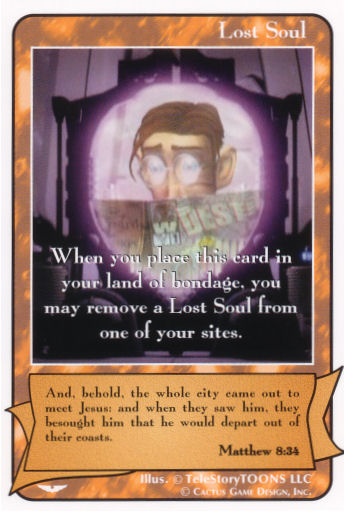 Lost Soul
When you place this card in
your land of bondage, you
may remove a Lost Soul from
one of your sites.
And, behold, the whole city came out to
meet Jesus: and when they saw him, they
besought him that he would depart out of
their coasts.
Matthew 8:34
Illus. © TeleStoryTOONS LLC
© Cactus Game Design, Inc.